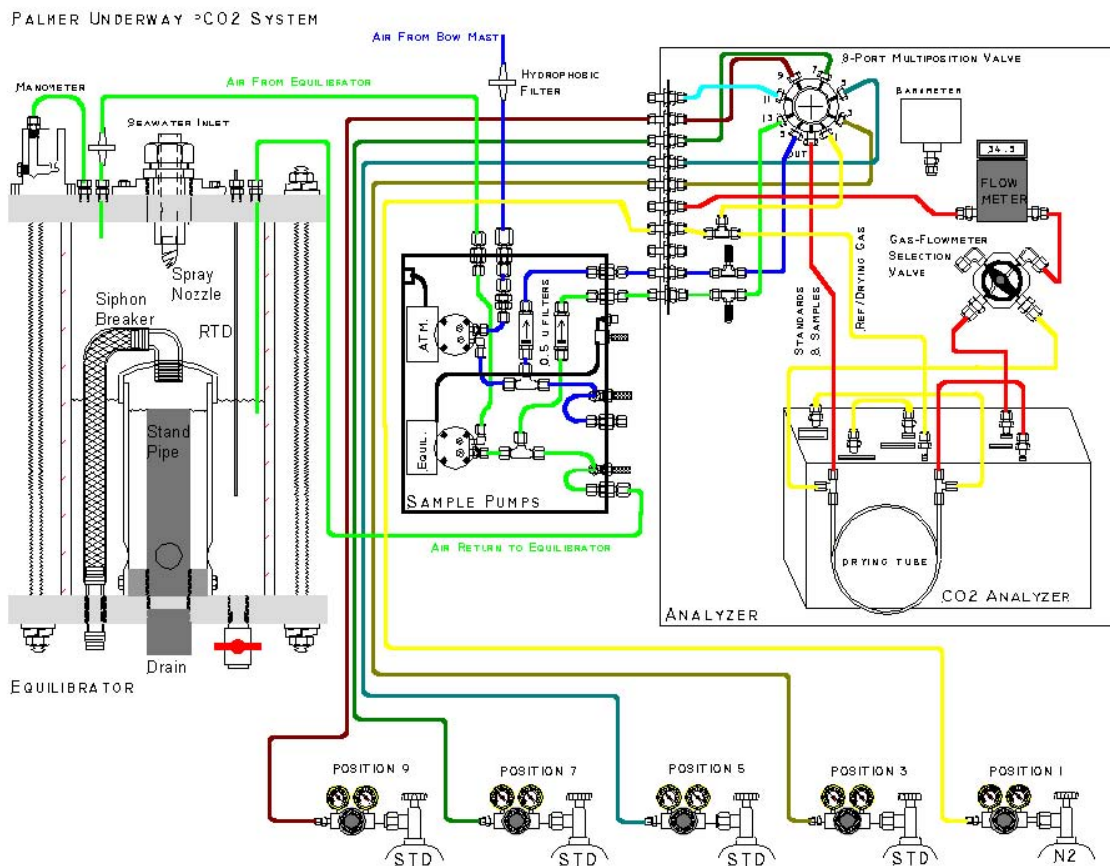 PALMER UNDERWAY PCO2 SYSTEM
AIR FROM BOW MAST
AIR FROM EQUILIBRATOR
HYDROPHOBIC
FILTER
MANOMETER
SEAWATER INLET
9-PORT MULTIPOSITION VALVE
BAROMETER
9
7
5
3
1
11
13
OUT
34.5
FLOW
METER
GAS-FLOWMETER
SELECTION
VALVE
Spray
Nozzle
Siphon
Breaker
RTD
Stand
Pipe
ATM.
0.5 U FILTERS
EQUIL.
SAMPLE PUMPS
STANDARDS
& SAMPLES
REF/DRYING GAS
AIR RETURN TO EQUILIBRATOR
DRYING TUBE
CO2 ANALYZER
ANALYZER
Drain
EQUILIBRATOR
POSITION 9
POSITION 7
POSITION 5
POSITION 3
POSITION 1
STD
STD
STD
STD
N2